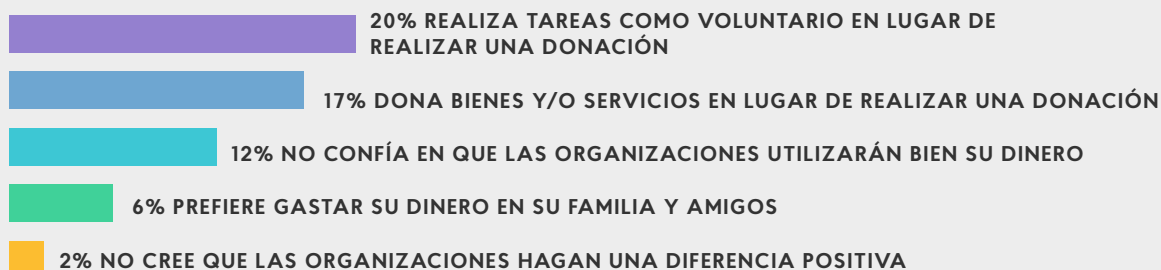 20% REALIZA TAREAS COMO VOLUNTARIO EN LUGAR DE
REALIZAR UNA DONACIÓN
17% DONA BIENES Y/O SERVICIOS EN LUGAR DE REALIZAR UNA DONACIÓN
12% NO CONFÍA EN QUE LAS ORGANIZACIONES UTILIZARÁN BIEN SU DINERO
6% PREFIERE GASTAR SU DINERO EN SU FAMILIA Y AMIGOS
2% NO CREE QUE LAS ORGANIZACIONES HAGAN UNA DIFERENCIA POSITIVA